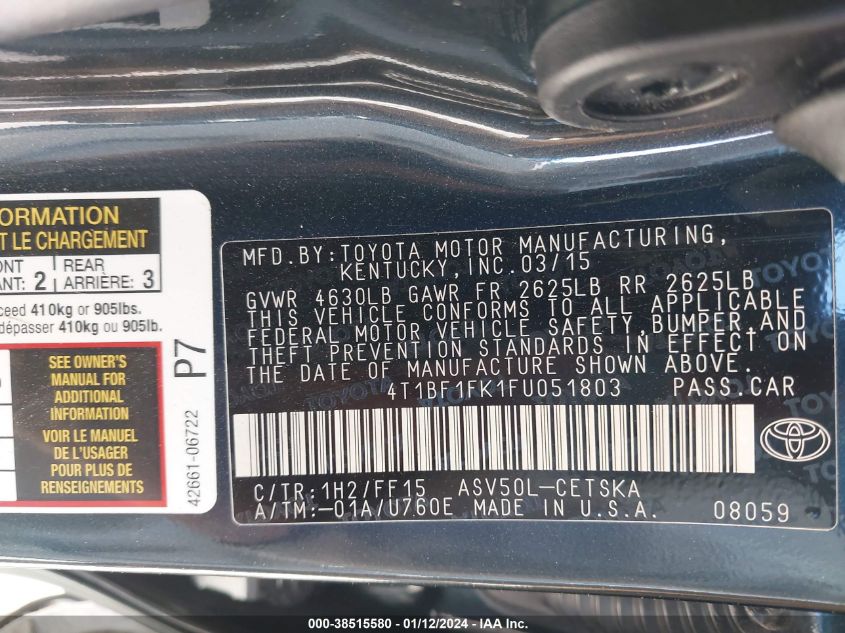 ORMATION
T LE CHARGEMENT
ONT
ANT: 2
REAR
ARRIÈRE: 3
ceed 410kg or 905lbs.
dépasser 410kg ou 905lb.
SEE OWNER'S
MANUAL FOR
ADDITIONAL
INFORMATION
VOIR LE MANUEL
DE L'USAGER
POUR PLUS DE
RENSEIGNEMENTS
P7
42661-06722
MFD.BY:TOYOTA MOTOR MANUFACTURING,
KENTUCKY,INC.03/15
GVWR 4630LB GAWR FR 2625LB RR 2625LB
THIS VEHICLE CONFORMS TO ALL APPLICABLE
FEDERAL MOTOR VEHICLE SAFETY,BUMPER,AND
THEFT PREVENTION STANDARDS IN EFFECT ON
THE DATE OF MANUFACTURE SHOWN ABOVE.
4T1BF1FK1FU051803 PASS.CAR
C/TR:1H2/FF15 ASV50L-CETSKA
A/TM:-01A/U760E MADE IN U.S.A. 08059
000-38515580 - 01/12/2024 - WWW.IAAI.COM